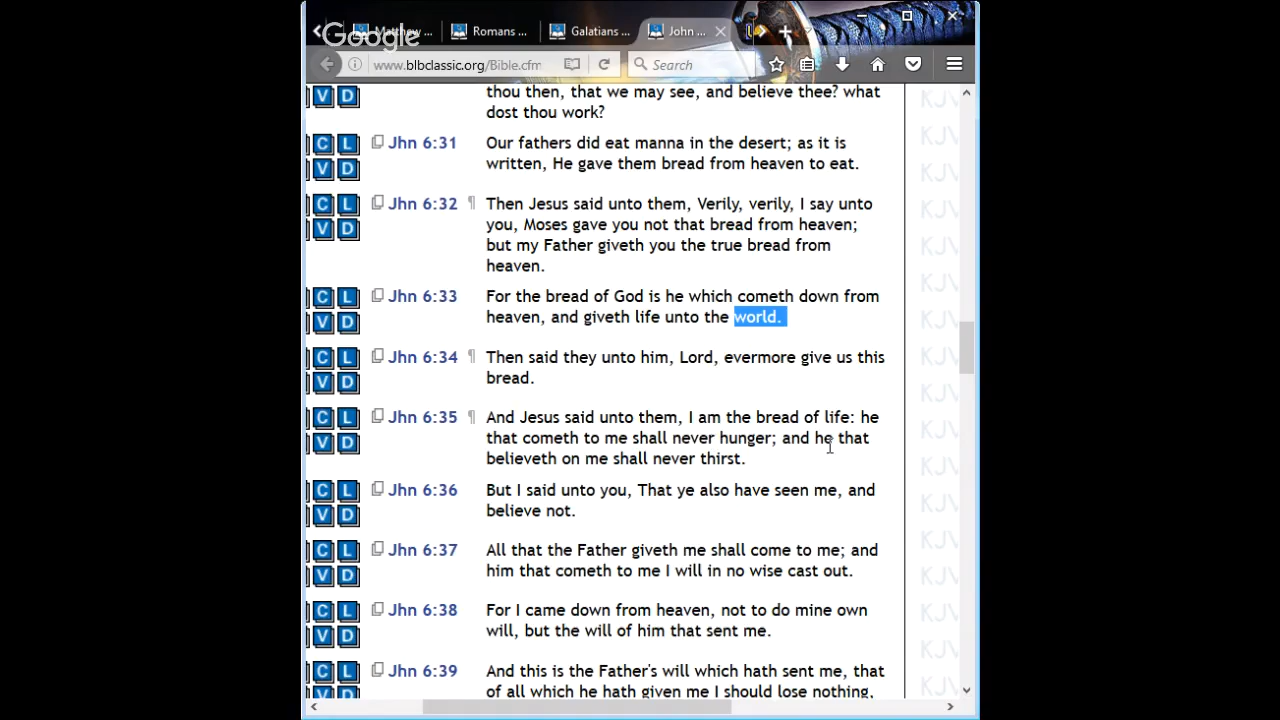 Google
Matthew ...
Romans ...
Galatians ...
John ...
www.blbclassic.org/Bible.cfm
Search
thou then, that we may see, and believe thee? what
V D
dost thou work?
C L Jhn 6:31 Our fathers did eat manna in the desert; as it is
V D written, He gave them bread from heaven to eat.
C L Jhn 6:32 ¶ Then Jesus said unto them, Verily, verily, I say unto
V D you, Moses gave you not that bread from heaven;
but my Father giveth you the true bread from
heaven.
C L Jhn 6:33 For the bread of God is he which cometh down from
V D heaven, and giveth life unto the world.
C L Jhn 6:34 ¶ Then said they unto him, Lord, evermore give us this
V D bread.
C L Jhn 6:35 ¶ And Jesus said unto them, I am the bread of life: he
V D that cometh to me shall never hunger; and he that
believeth on me shall never thirst.
C L Jhn 6:36 But I said unto you, That ye also have seen me, and
V D believe not.
C L Jhn 6:37 All that the Father giveth me shall come to me; and
V D him that cometh to me I will in no wise cast out.
C L Jhn 6:38 For I came down from heaven, not to do mine own
V D will, but the will of him that sent me.
C L Jhn 6:39 And this is the Father's will which hath sent me, that
V D of all which he hath given me I should lose nothing,
KJV